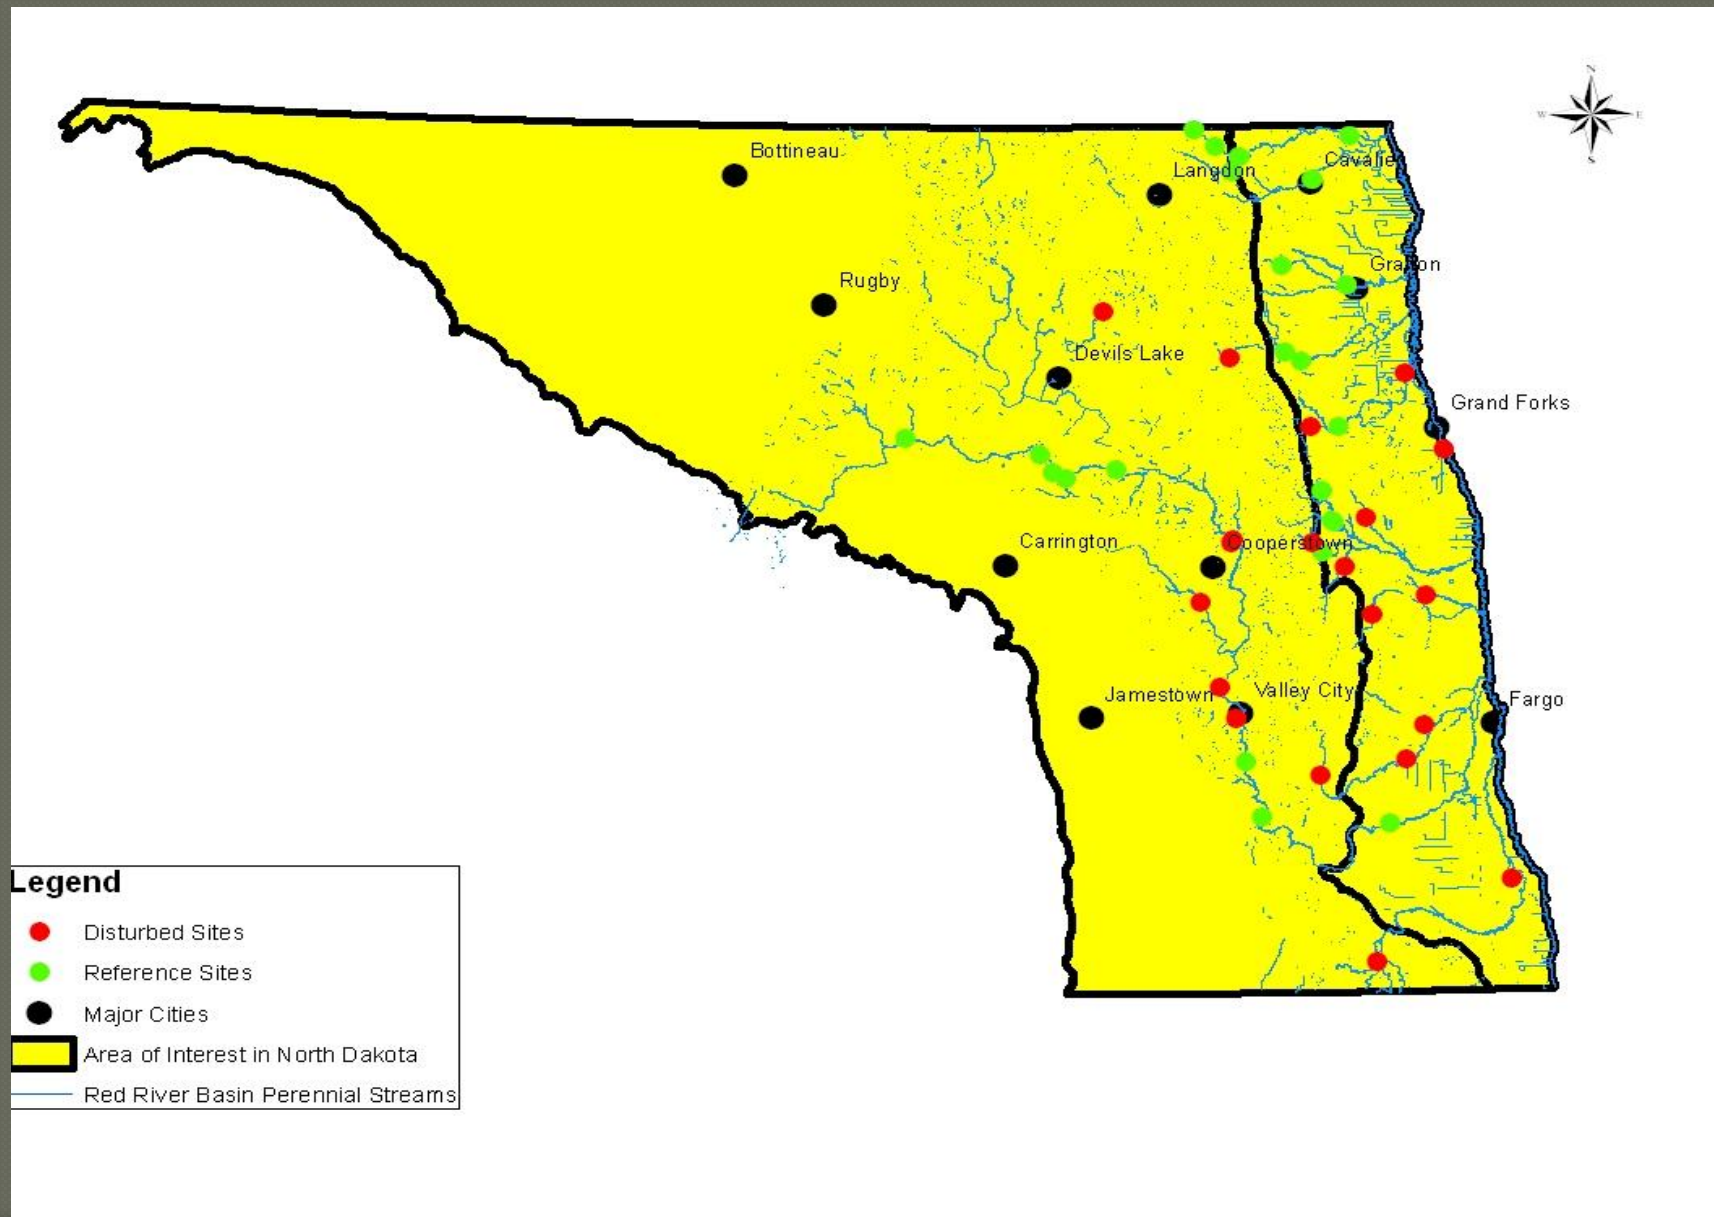 N
W
E
S
Bottineau
Langdon
Cavalier
Rugby
Grafton
Devils Lake
Grand Forks
Carrington
Cooperstown
Jamestown
Valley City
Fargo
Legend
Disturbed Sites
Reference Sites
Major Cities
Area of Interest in North Dakota
Red River Basin Perennial Streams